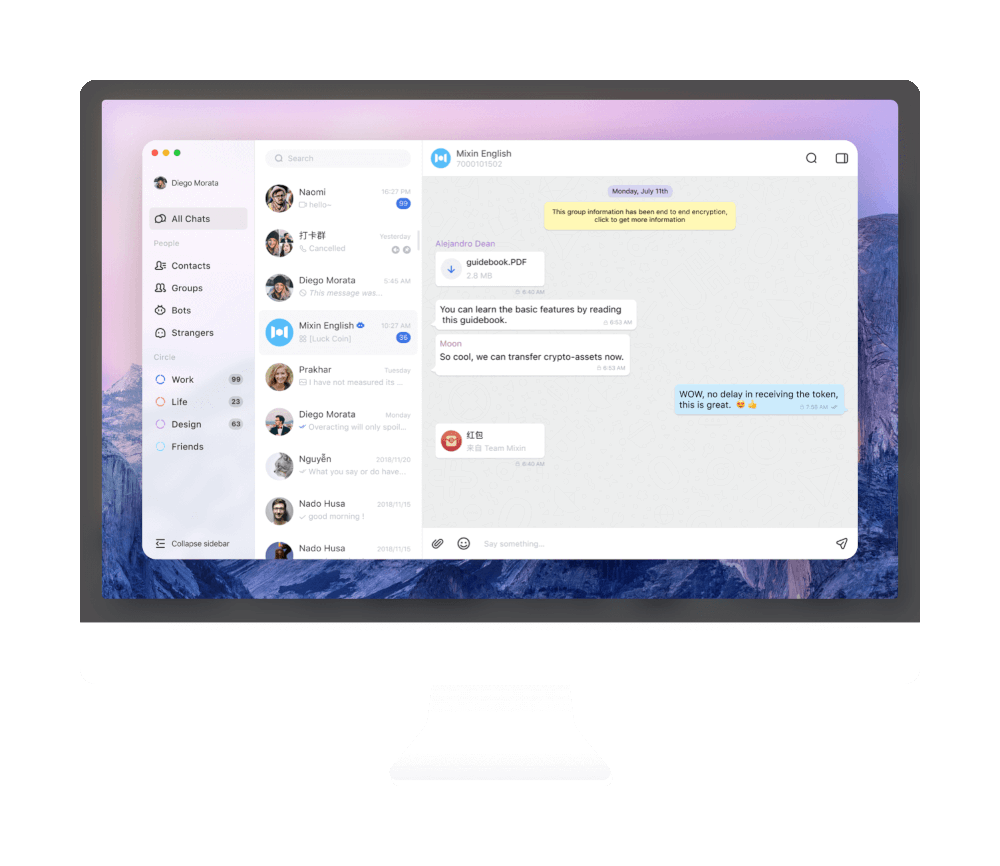 Diego Morata
All Chats
People
Contacts
Groups
Bots
Strangers
Circle
Work 99
Life 23
Design 63
Friends
Collapse sidebar
Search
Naomi 16:27 PM
hello~ 99
打卡群 Yesterday
Cancelled
Diego Morata 5:45 AM
This message was...
Mixin English 10:27 AM
[Luck Coin] 36
Prakhar Tuesday
I have not measured its ...
Diego Morata Monday
Overacting will only spoil...
Nguyễn 2018/11/20
What you say or do have...
Nado Husa 2018/11/15
good morning !
Nado Husa 2018/11/15
Mixin English
7000101502
Monday, July 11th
This group information has been end to end encryption,
click to get more information
Alejandro Dean
guidebook.PDF
2.8 MB
6:42 AM
You can learn the basic features by reading
this guidebook.
6:53 AM
Moon
So cool, we can transfer crypto-assets now.
6:53 AM
WOW, no delay in receiving the token,
this is great. 😍 👍
7:55 AM
红包
来自 Team Mixin
6:40 AM
Say something...